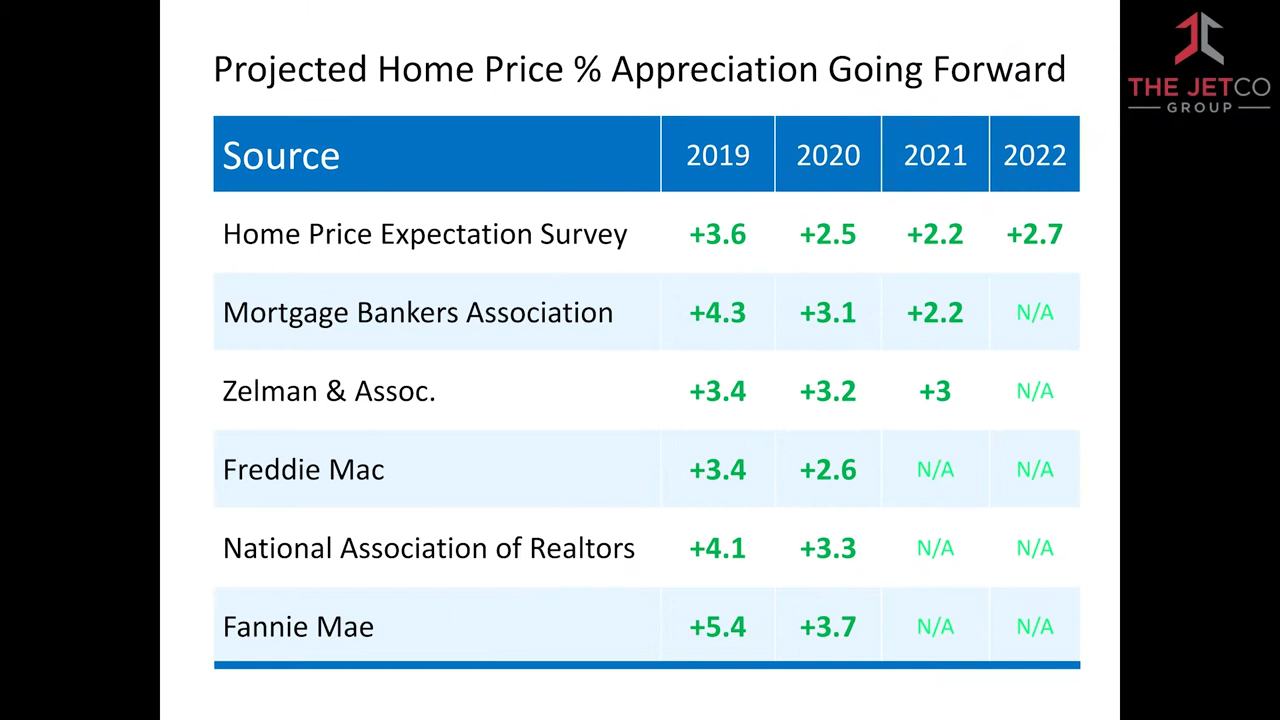 Projected Home Price % Appreciation Going Forward
THE JETCO
GROUP
Source 2019 2020 2021 2022
Home Price Expectation Survey +3.6 +2.5 +2.2 +2.7
Mortgage Bankers Association +4.3 +3.1 +2.2 N/A
Zelman & Assoc. +3.4 +3.2 +3 N/A
Freddie Mac +3.4 +2.6 N/A N/A
National Association of Realtors +4.1 +3.3 N/A N/A
Fannie Mae +5.4 +3.7 N/A N/A